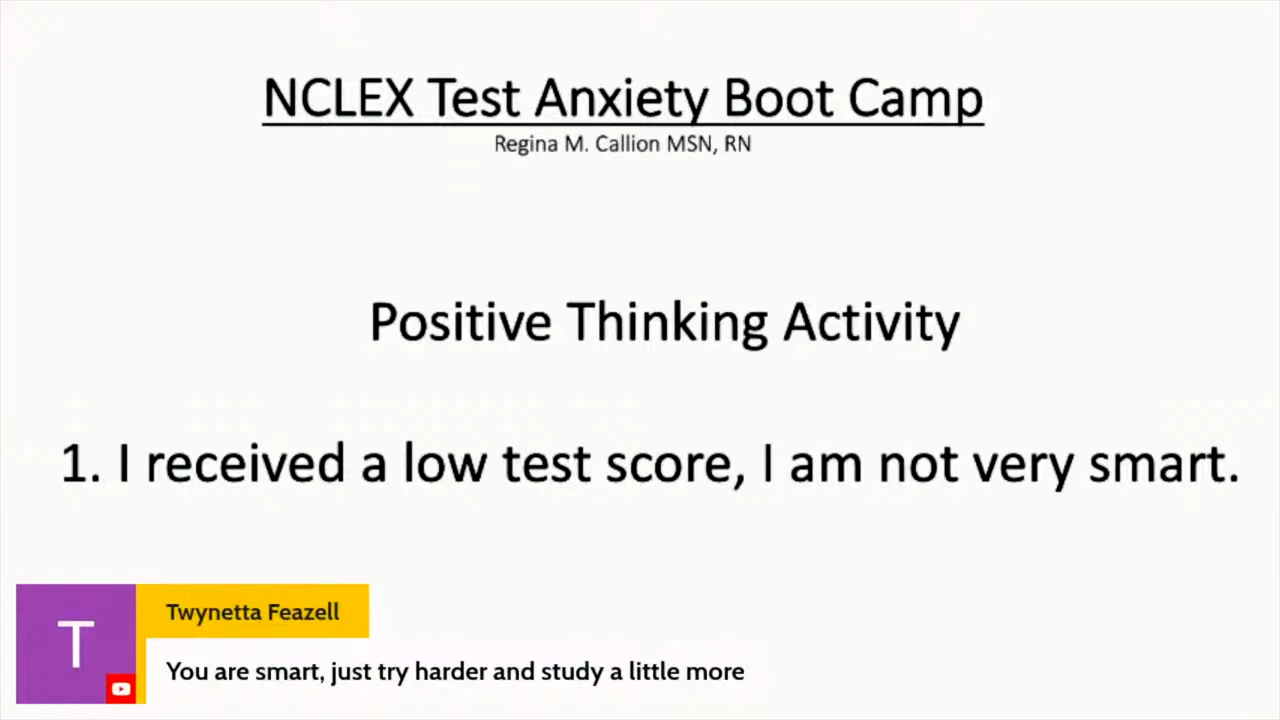 NCLEX Test Anxiety Boot Camp
Regina M. Callion MSN, RN
Positive Thinking Activity
1. I received a low test score, I am not very smart.
T
Twynetta Feazell
You are smart, just try harder and study a little more